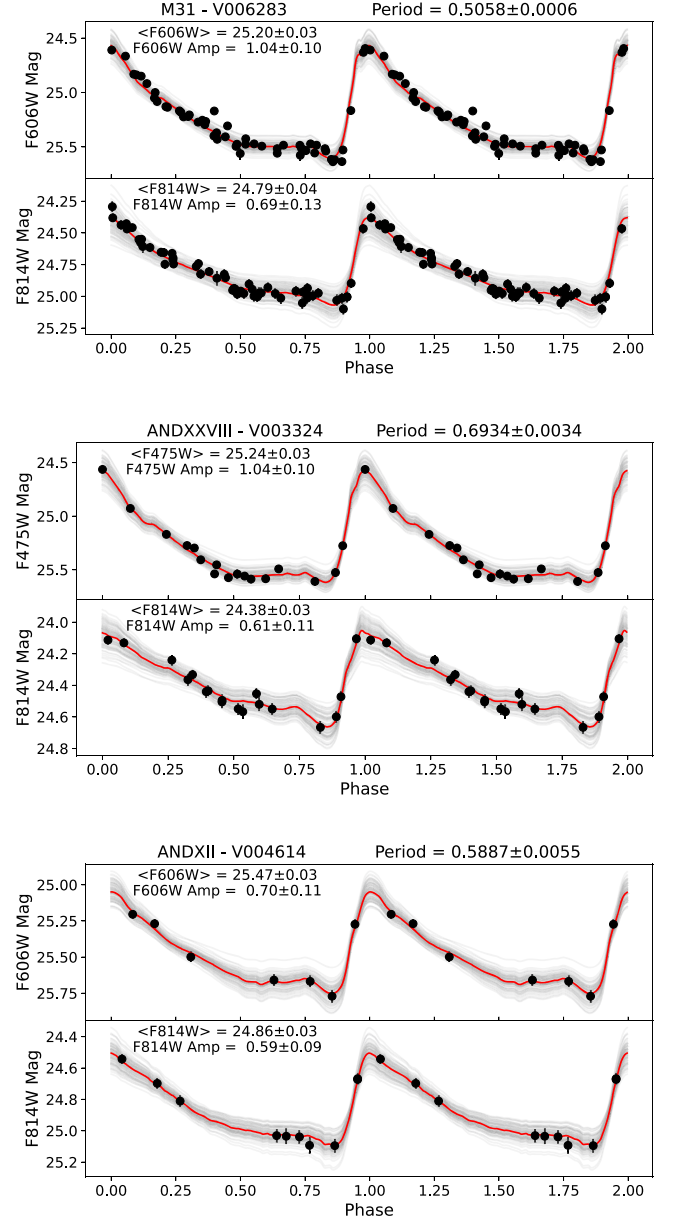 M31 - V006283 Period = 0.5058±0.0006
<F606W> = 25.20±0.03
F606W Amp = 1.04±0.10
24.5
25.0
25.5
F606W Mag
<F814W> = 24.79±0.04
F814W Amp = 0.69±0.13
24.25
24.50
24.75
25.00
25.25
F814W Mag
0.00 0.25 0.50 0.75 1.00 1.25 1.50 1.75 2.00
Phase
ANDXXVIII - V003324 Period = 0.6934±0.0034
<F475W> = 25.24±0.03
F475W Amp = 1.04±0.10
24.5
25.0
25.5
F475W Mag
<F814W> = 24.38±0.03
F814W Amp = 0.61±0.11
24.0
24.2
24.4
24.6
24.8
F814W Mag
0.00 0.25 0.50 0.75 1.00 1.25 1.50 1.75 2.00
Phase
ANDXII - V004614 Period = 0.5887±0.0055
<F606W> = 25.47±0.03
F606W Amp = 0.70±0.11
25.00
25.25
25.50
25.75
F606W Mag
<F814W> = 24.86±0.03
F814W Amp = 0.59±0.09
24.4
24.6
24.8
25.0
25.2
F814W Mag
0.00 0.25 0.50 0.75 1.00 1.25 1.50 1.75 2.00
Phase